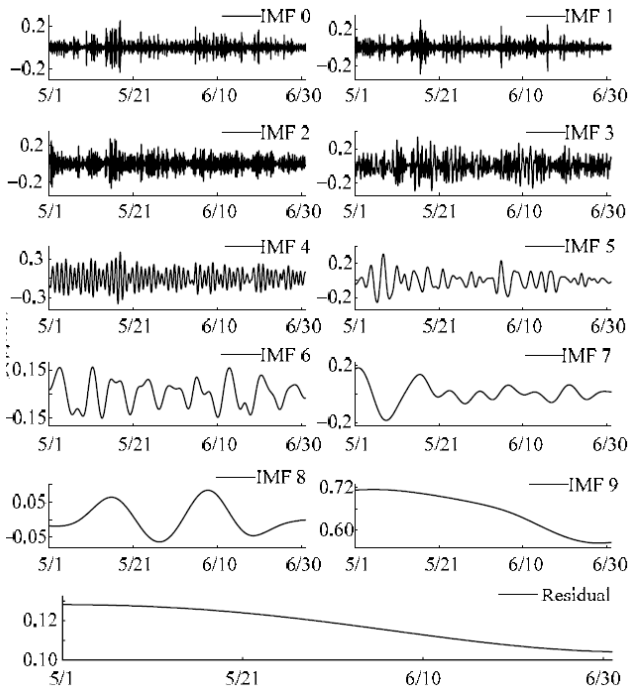 IMF 0
0.2
−0.2
5/1 5/21 6/10 6/30
IMF 1
0.2
−0.2
5/1 5/21 6/10 6/30
IMF 2
0.2
−0.2
5/1 5/21 6/10 6/30
IMF 3
0.2
−0.2
5/1 5/21 6/10 6/30
IMF 4
0.3
−0.3
5/1 5/21 6/10 6/30
IMF 5
0.2
−0.2
5/1 5/21 6/10 6/30
IMF 6
0.15
−0.15
5/1 5/21 6/10 6/30
IMF 7
0.2
−0.2
5/1 5/21 6/10 6/30
IMF 8
0.05
−0.05
5/1 5/21 6/10 6/30
IMF 9
0.72
0.60
5/1 5/21 6/10 6/30
Residual
0.12
0.10
5/1 5/21 6/10 6/30